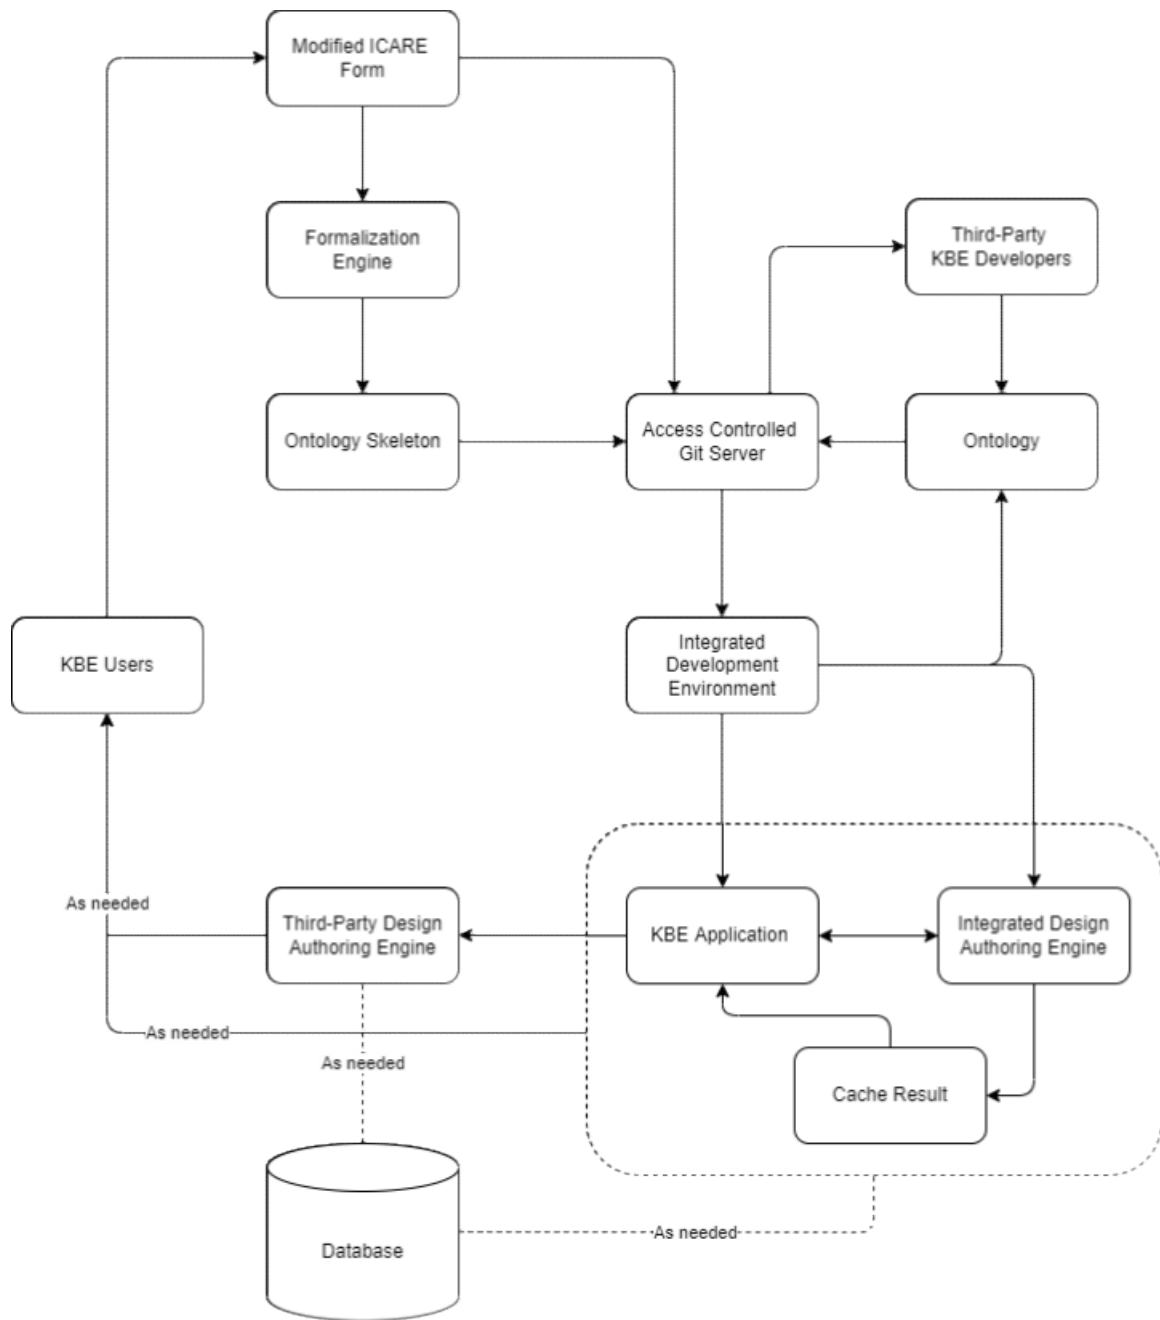 Modified ICARE
Form
Formalization
Engine
Third-Party
KBE Developers
Ontology Skeleton
Access Controlled
Git Server
Ontology
KBE Users
Integrated
Development
Environment
As needed
Third-Party Design
Authoring Engine
KBE Application
Integrated Design
Authoring Engine
As needed
As needed
Cache Result
As needed
Database